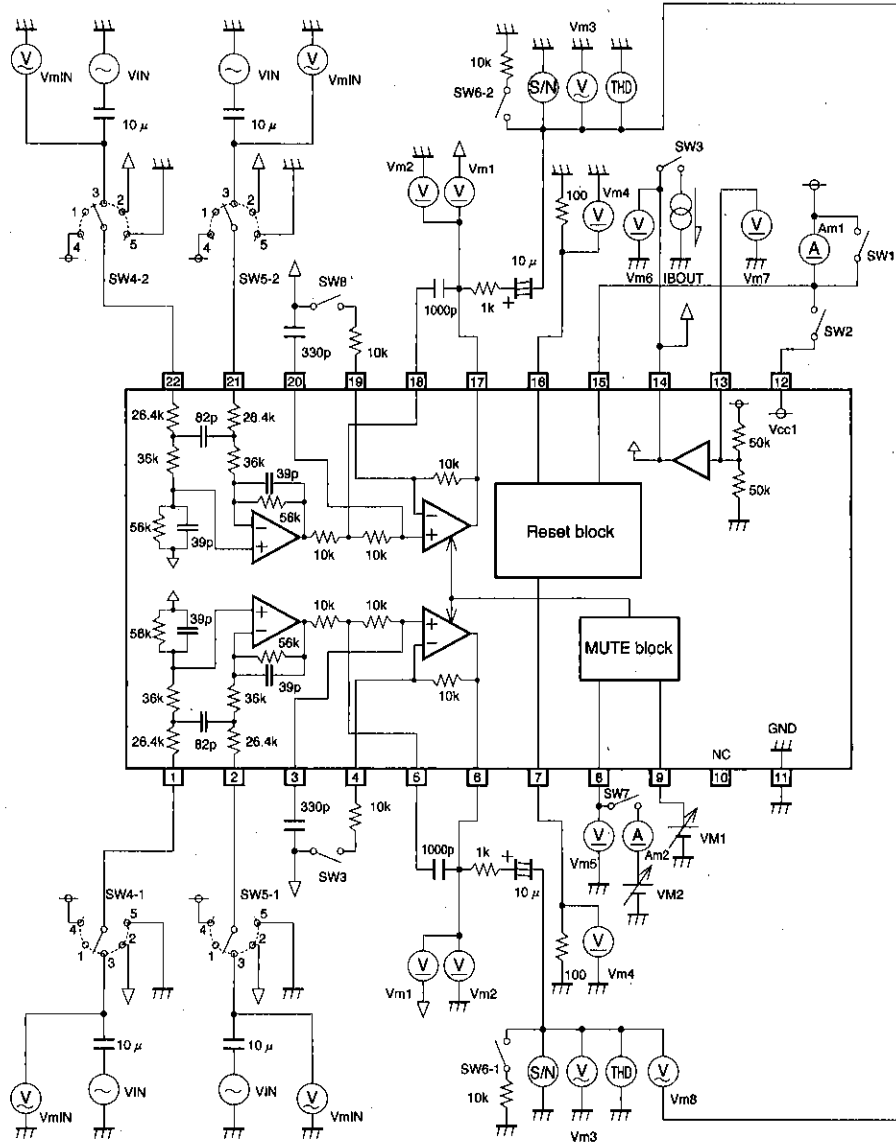 Vm3
VmIN VIN VIN VmIN
10k
S/N V THD
SW6-2
10 μ 10 μ
Vm2 Vm1
V V
SW3
100
Vm4
V V V
Am1
A
SW1
3 3
1 2 1 2
4 5 4 5
SW4-2 SW5-2
SW8
10 μ
1k
+
1000p
Vm6 IBOUT Vm7
SW2
330p 10k
22 21 20 19 18 17 16 15 14 13 12
26.4k 82p 26.4k
Vcc1
36k 36k 39p
10k
50k
50k
56k 39p
56k
10k 10k
Reset block
56k 39p
10k 10k
56k
39p
MUTE block
36k 36k
10k
26.4k 82p 26.4k
GND
NC
1 2 3 4 5 6 7 8 9 10 11
330p 10k
SW3
1000p
1k
+
10 μ
SW7
V A
Vm5 Am2
VM1
VM2
SW4-1 SW5-1
4 5 4 5
1 2 1 2
3 3
V V
Vm1 Vm2
100
V
Vm4
10 μ 10 μ
VmIN VIN VIN VmIN
SW6-1
10k
S/N V THD V
Vm8
Vm3